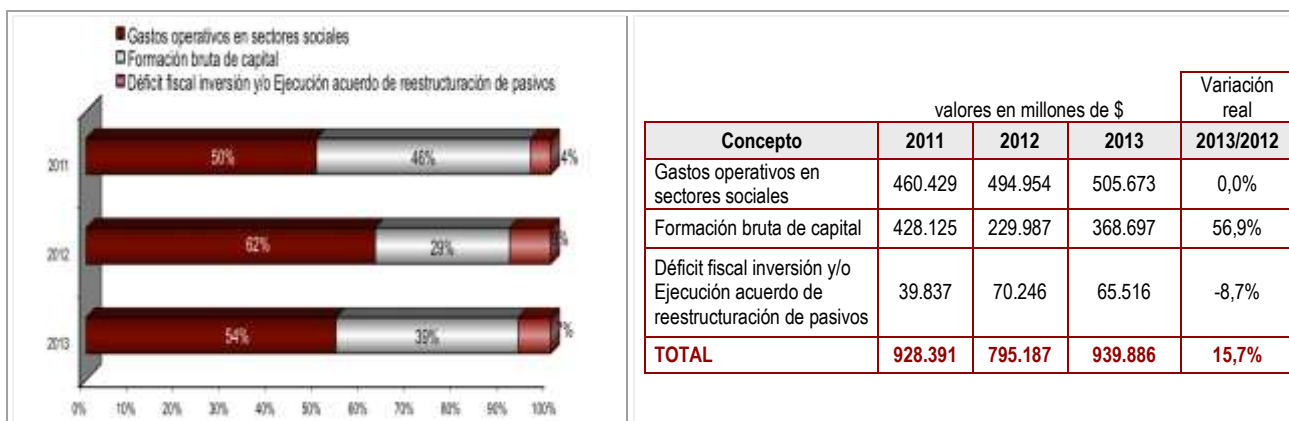 Gastos operativos en sectores sociales
Formación bruta de capital
Déficit fiscal inversión y/o Ejecución acuerdo de reestructuración de pasivos
2011 50% 46% 4%
2012 62% 29%
2013 54% 39% 7%
0% 10% 20% 30% 40% 50% 60% 70% 80% 90% 100%
Variación
valores en millones de $ real
Concepto 2011 2012 2013 2013/2012
Gastos operativos en
sectores sociales 460.429 494.954 505.673 0,0%
Formación bruta de capital 428.125 229.987 368.697 56,9%
Déficit fiscal inversión y/o
Ejecución acuerdo de 39.837 70.246 65.516 -8,7%
reestructuración de pasivos
TOTAL 928.391 795.187 939.886 15,7%